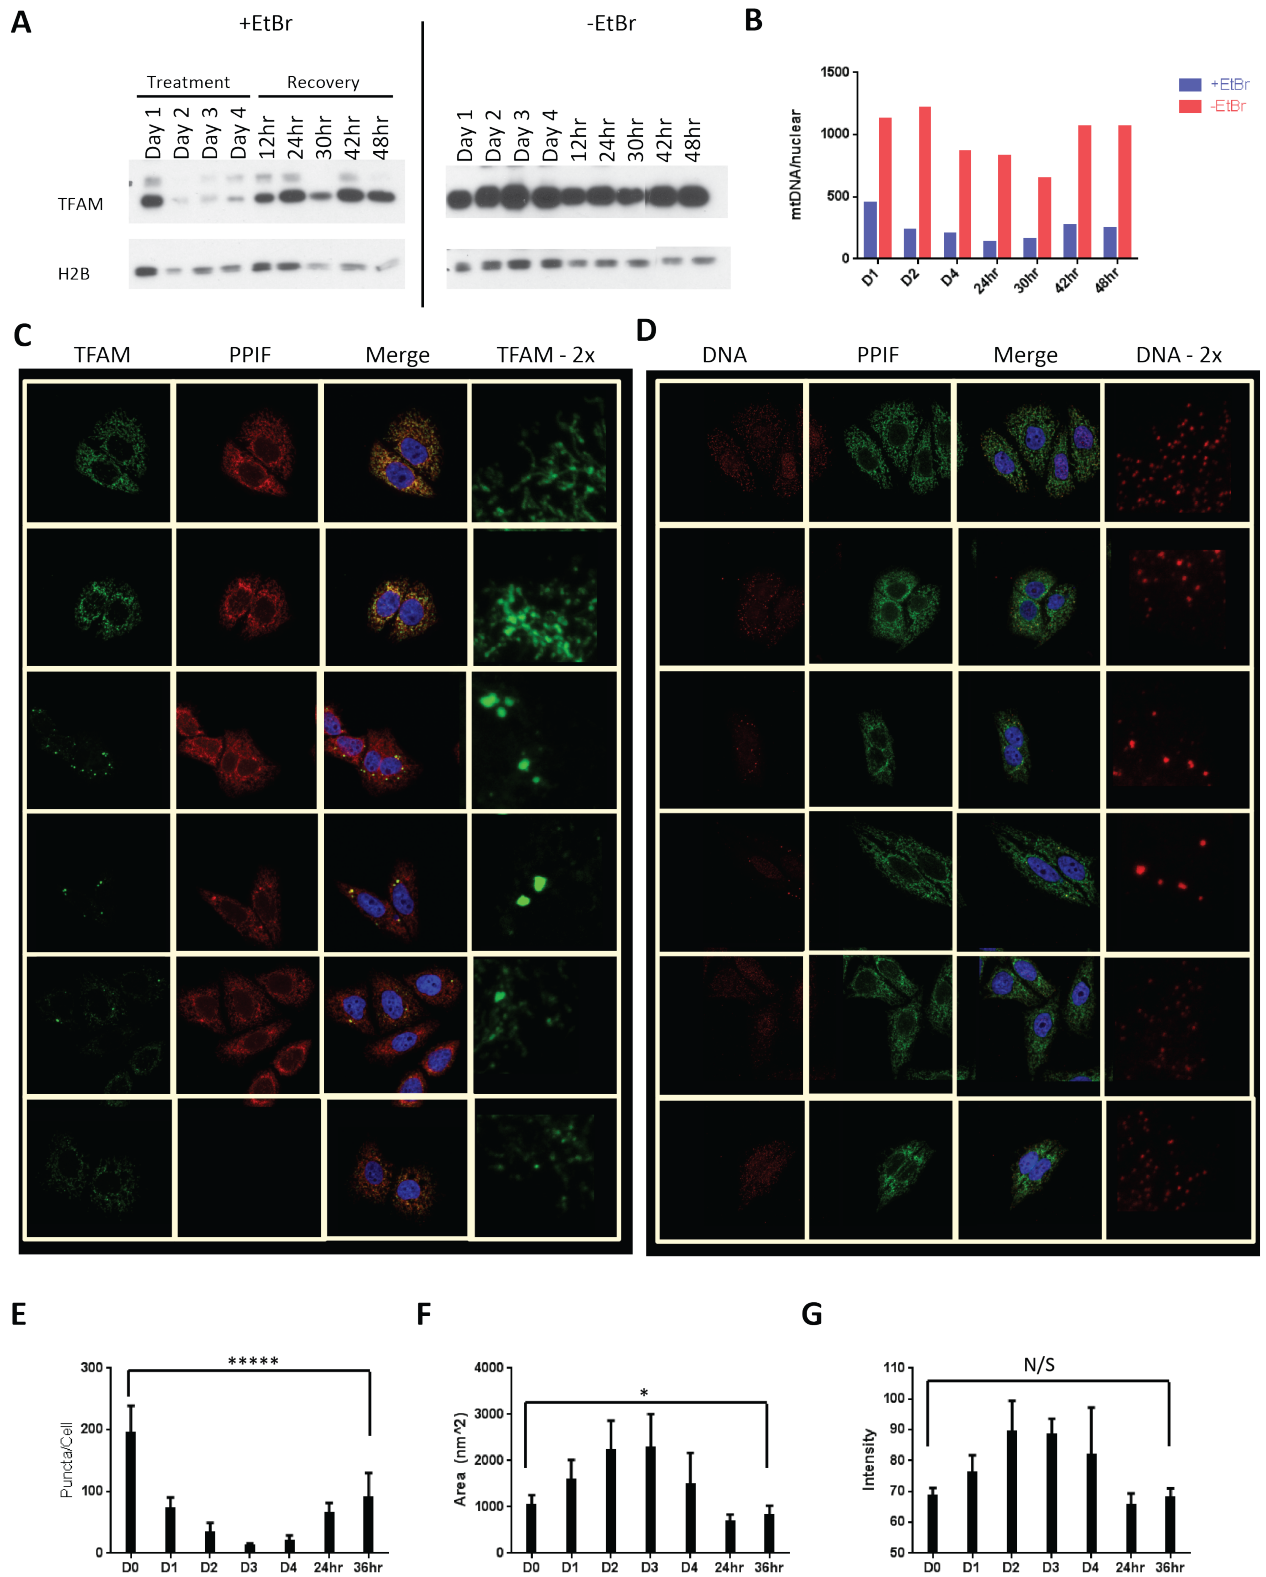 A
+EtBr
-EtBr
Treatment
Recovery
Day 1
Day 2
Day 3
Day 4
12hr
24hr
30hr
42hr
48hr
Day 1
Day 2
Day 3
Day 4
12hr
24hr
30hr
42hr
48hr
TFAM
H2B
B
1500
1000
500
0
mtDNA/nuclear
D1
D2
D4
24hr
30hr
42hr
48hr
+EtBr
-EtBr
C
TFAM
PPIF
Merge
TFAM - 2x
D
DNA
PPIF
Merge
DNA - 2x
E
300
200
100
0
Puncta/Cell
*****
D0
D1
D2
D3
D4
24hr
36hr
F
4000
3000
2000
1000
0
Area (nm^2)
*
D0
D1
D2
D3
D4
24hr
36hr
G
110
100
90
80
70
60
50
Intensity
N/S
D0
D1
D2
D3
D4
24hr
36hr